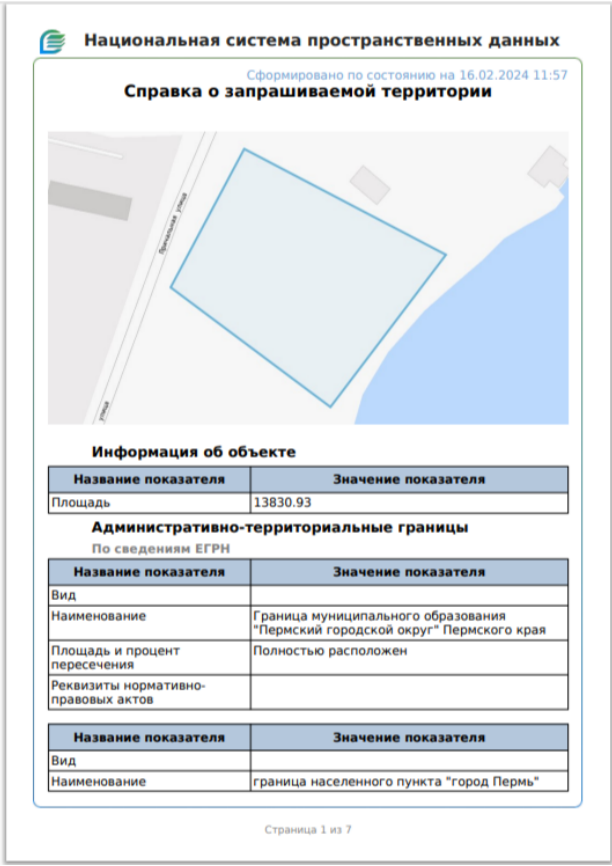 Национальная система пространственных данных
Сформировано по состоянию на 16.02.2024 11:57
Справка о запрашиваемой территории
Причальная улица
улица
Информация об объекте
Название показателя Значение показателя
Площадь 13830.93
Административно-территориальные границы
По сведениям ЕГРН
Название показателя Значение показателя
Вид
Наименование Граница муниципального образования
"Пермский городской округ" Пермского края
Площадь и процент Полностью расположен
пересечения
Реквизиты нормативно-
правовых актов
Название показателя Значение показателя
Вид
Наименование граница населенного пункта "город Пермь"
Страница 1 из 7